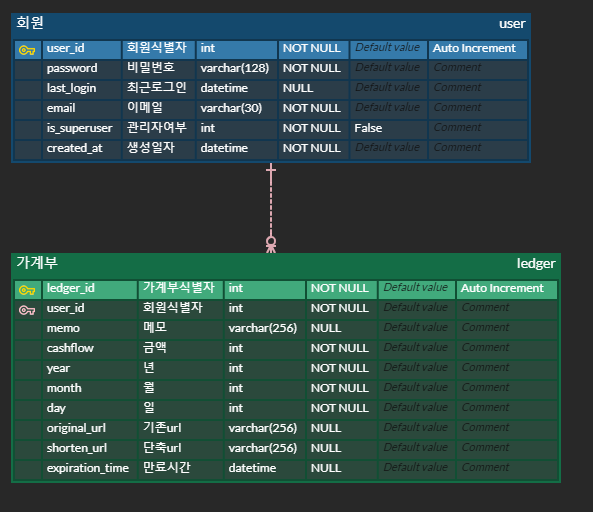 회원 user
user_id 회원식별자 int NOT NULL Default value Auto Increment
password 비밀번호 varchar(128) NOT NULL Default value Comment
last_login 최근로그인 datetime NULL Default value Comment
email 이메일 varchar(30) NOT NULL Default value Comment
is_superuser 관리자여부 int NOT NULL False Comment
created_at 생성일자 datetime NOT NULL Default value Comment
가계부 ledger
ledger_id 가계부식별자 int NOT NULL Default value Auto Increment
user_id 회원식별자 int NOT NULL Default value Comment
memo 메모 varchar(256) NULL Default value Comment
cashflow 금액 int NOT NULL Default value Comment
year 년 int NOT NULL Default value Comment
month 월 int NOT NULL Default value Comment
day 일 int NOT NULL Default value Comment
original_url 기존url varchar(256) NULL Default value Comment
shorten_url 단축url varchar(256) NULL Default value Comment
expiration_time 만료시간 datetime NULL Default value Comment